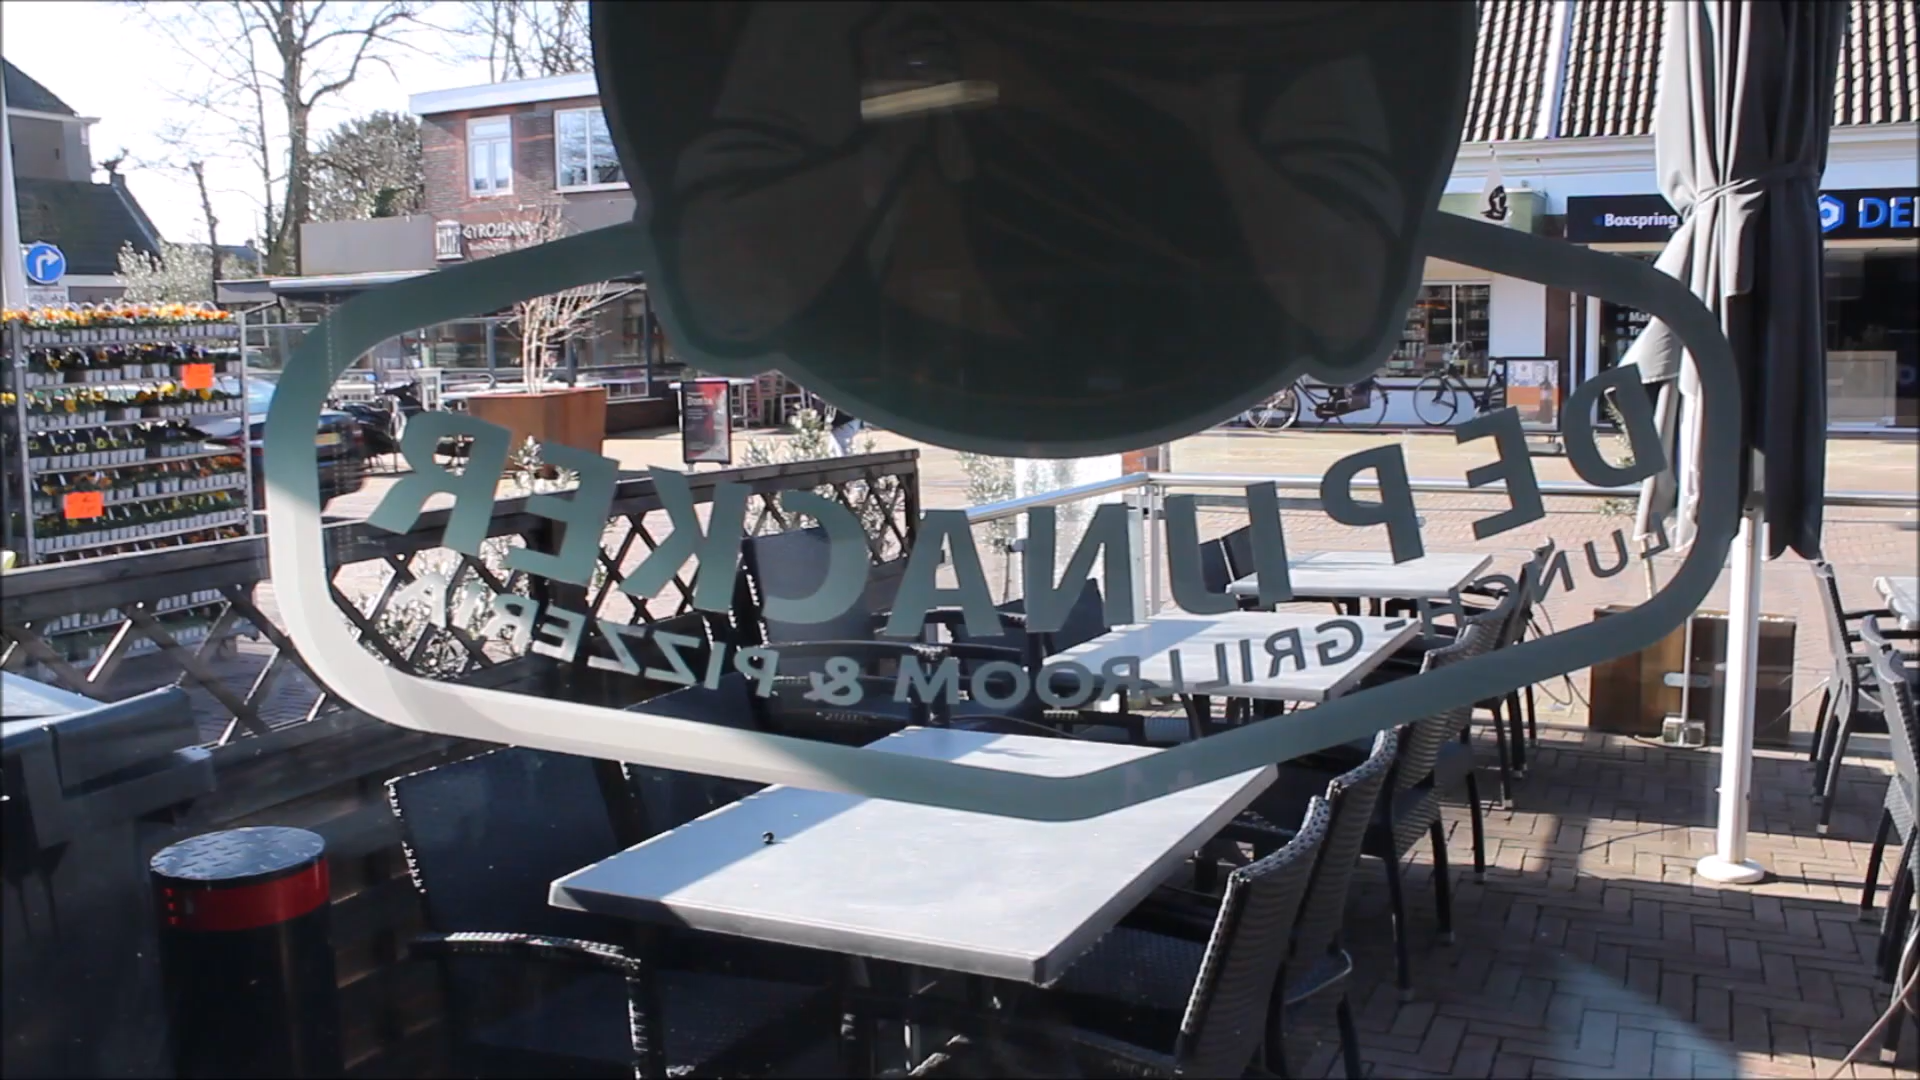 GYROSLAND
Boxspring
DE
DE PIJNACKER
LUNCH- GRILLROOM & PIZZERIA